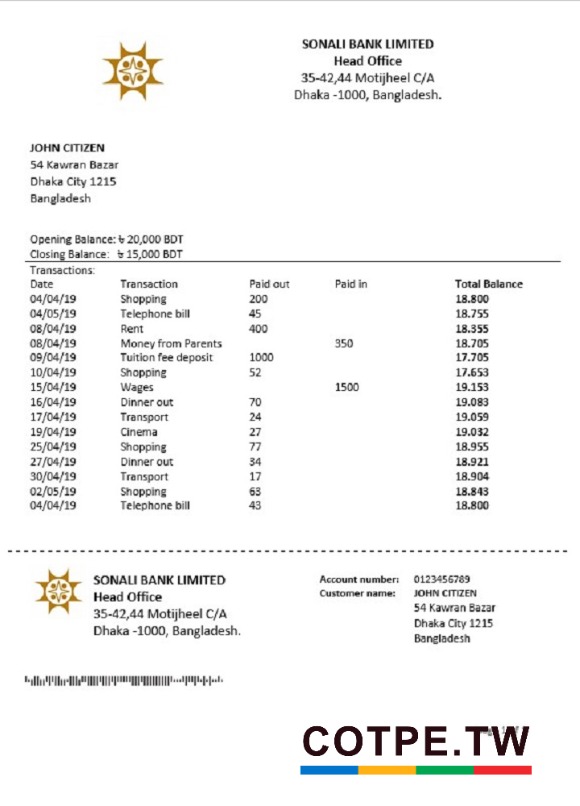 SONALI BANK LIMITED
Head Office
35-42,44 Motijheel C/A
Dhaka -1000, Bangladesh.
JOHN CITIZEN
54 Kawran Bazar
Dhaka City 1215
Bangladesh
Opening Balance: ৳ 20,000 BDT
Closing Balance: ৳ 15,000 BDT
Transactions:
Date Transaction Paid out Paid in Total Balance
04/04/19 Shopping 200 18.800
04/05/19 Telephone bill 45 18.755
08/04/19 Rent 400 18.355
08/04/19 Money from Parents 350 18.705
09/04/19 Tuition fee deposit 1000 17.705
10/04/19 Shopping 52 17.653
15/04/19 Wages 1500 19.153
16/04/19 Dinner out 70 19.083
17/04/19 Transport 24 19.059
19/04/19 Cinema 27 19.032
25/04/19 Shopping 77 18.955
27/04/19 Dinner out 34 18.921
30/04/19 Transport 17 18.904
02/05/19 Shopping 63 18.843
04/04/19 Telephone bill 43 18.800
SONALI BANK LIMITED
Head Office
35-42,44 Motijheel C/A
Dhaka -1000, Bangladesh.
Account number: 0123456789
Customer name: JOHN CITIZEN
54 Kawran Bazar
Dhaka City 1215
Bangladesh
COTPE.TW